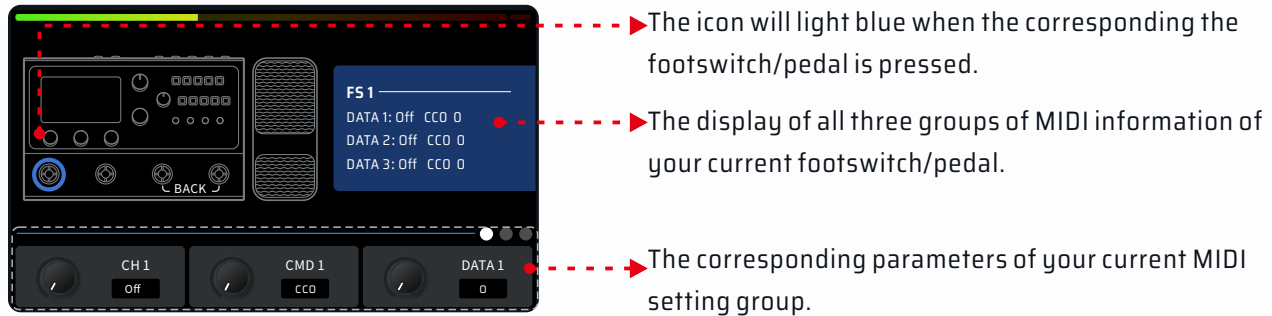 The icon will light blue when the corresponding the
footswitch/pedal is pressed.
FS 1
DATA 1: Off CC0 0
DATA 2: Off CC0 0
DATA 3: Off CC0 0
The display of all three groups of MIDI information of
your current footswitch/pedal.
BACK
CH 1
Off
CMD 1
CC0
DATA 1
0
The corresponding parameters of your current MIDI
setting group.